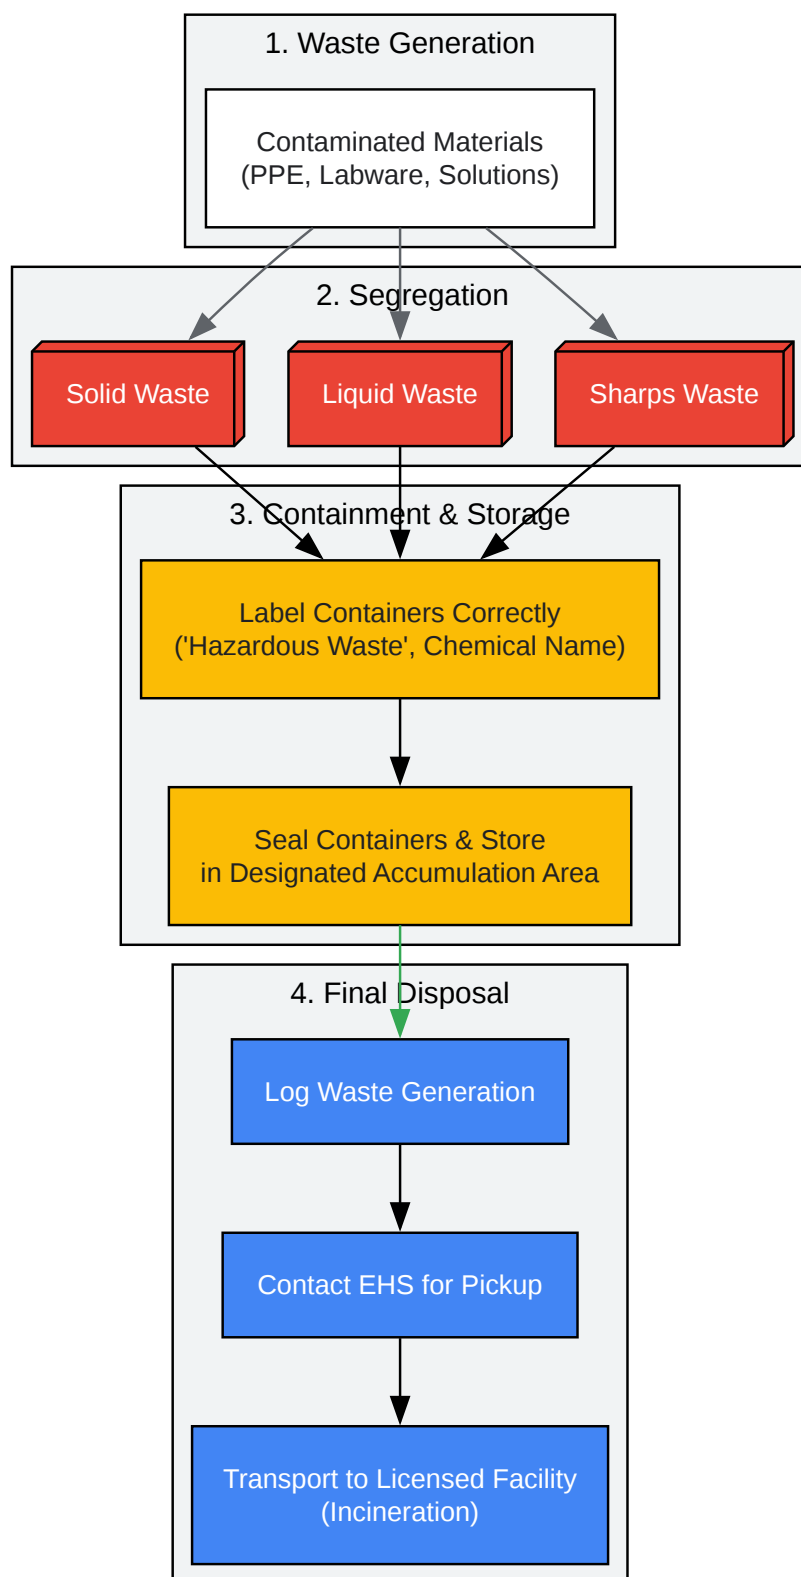 1. Waste Generation
Contaminated Materials
(PPE, Labware, Solutions)
2. Segregation
Solid Waste
Liquid Waste
Sharps Waste
3. Containment & Storage
Label Containers Correctly
('Hazardous Waste', Chemical Name)
Seal Containers & Store
in Designated Accumulation Area
4. Final Disposal
Log Waste Generation
Contact EHS for Pickup
Transport to Licensed Facility
(Incineration)